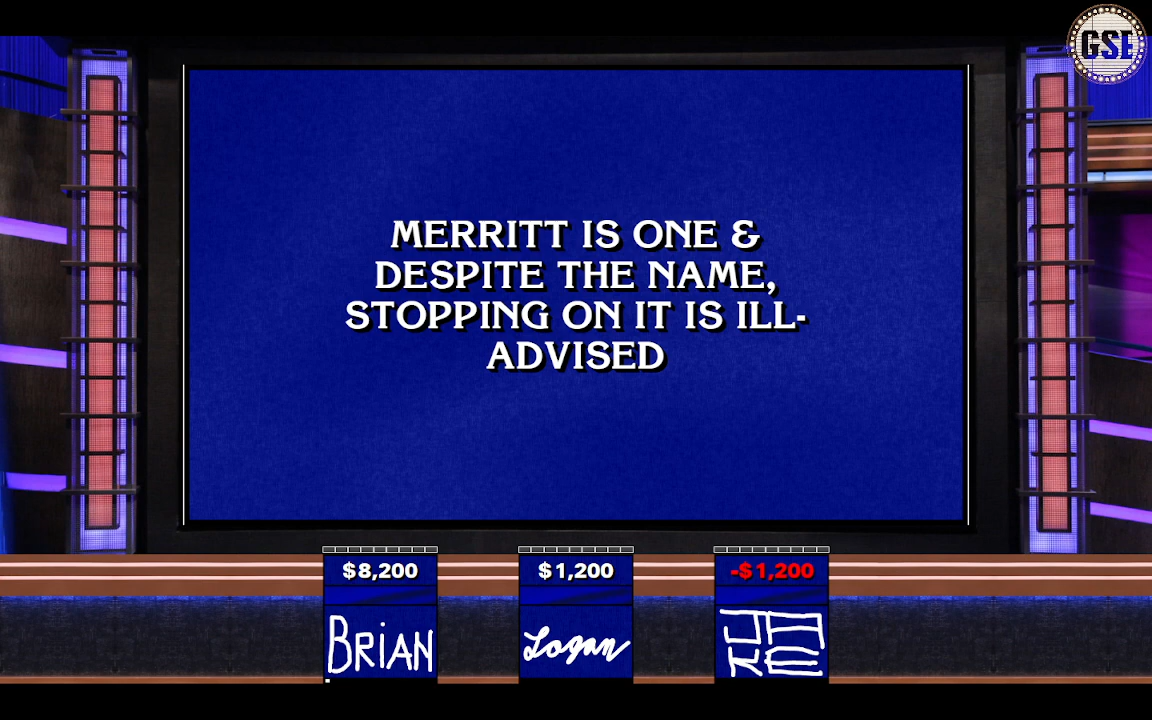 GSE
MERRITT IS ONE &
DESPITE THE NAME,
STOPPING ON IT IS ILL-
ADVISED
$8,200 $1,200 -$1,200
BRiAN Logan